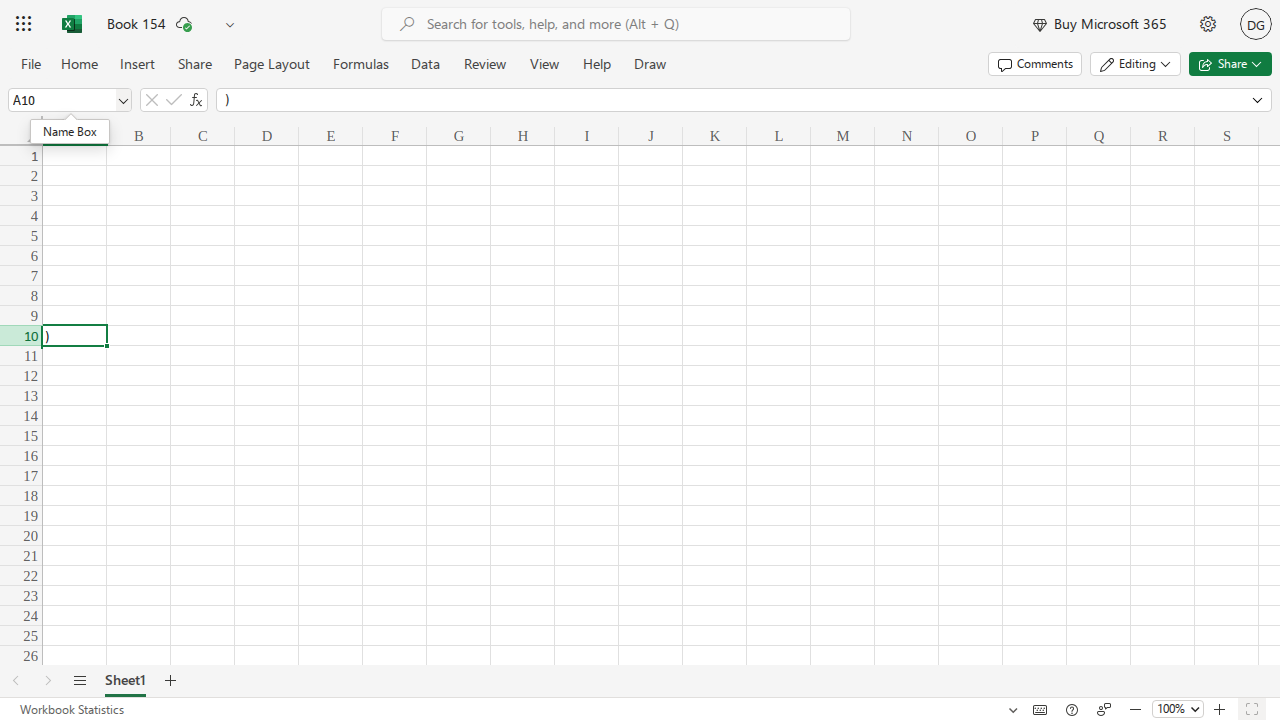 Book 154
Search for tools, help, and more (Alt + Q)
Buy Microsoft 365
DG
File Home Insert Share Page Layout Formulas Data Review View Help Draw
Comments Editing Share
A10 fx )
Name Box
B C D E F G H I J K L M N O P Q R S
1
2
3
4
5
6
7
8
9
10 )
11
12
13
14
15
16
17
18
19
20
21
22
23
24
25
26
Sheet1
Workbook Statistics
100%